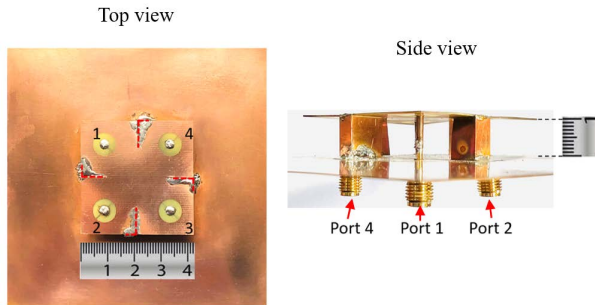 Top view
Side view
1 4
2 3
1 2 3 4
Port 4 Port 1 Port 2